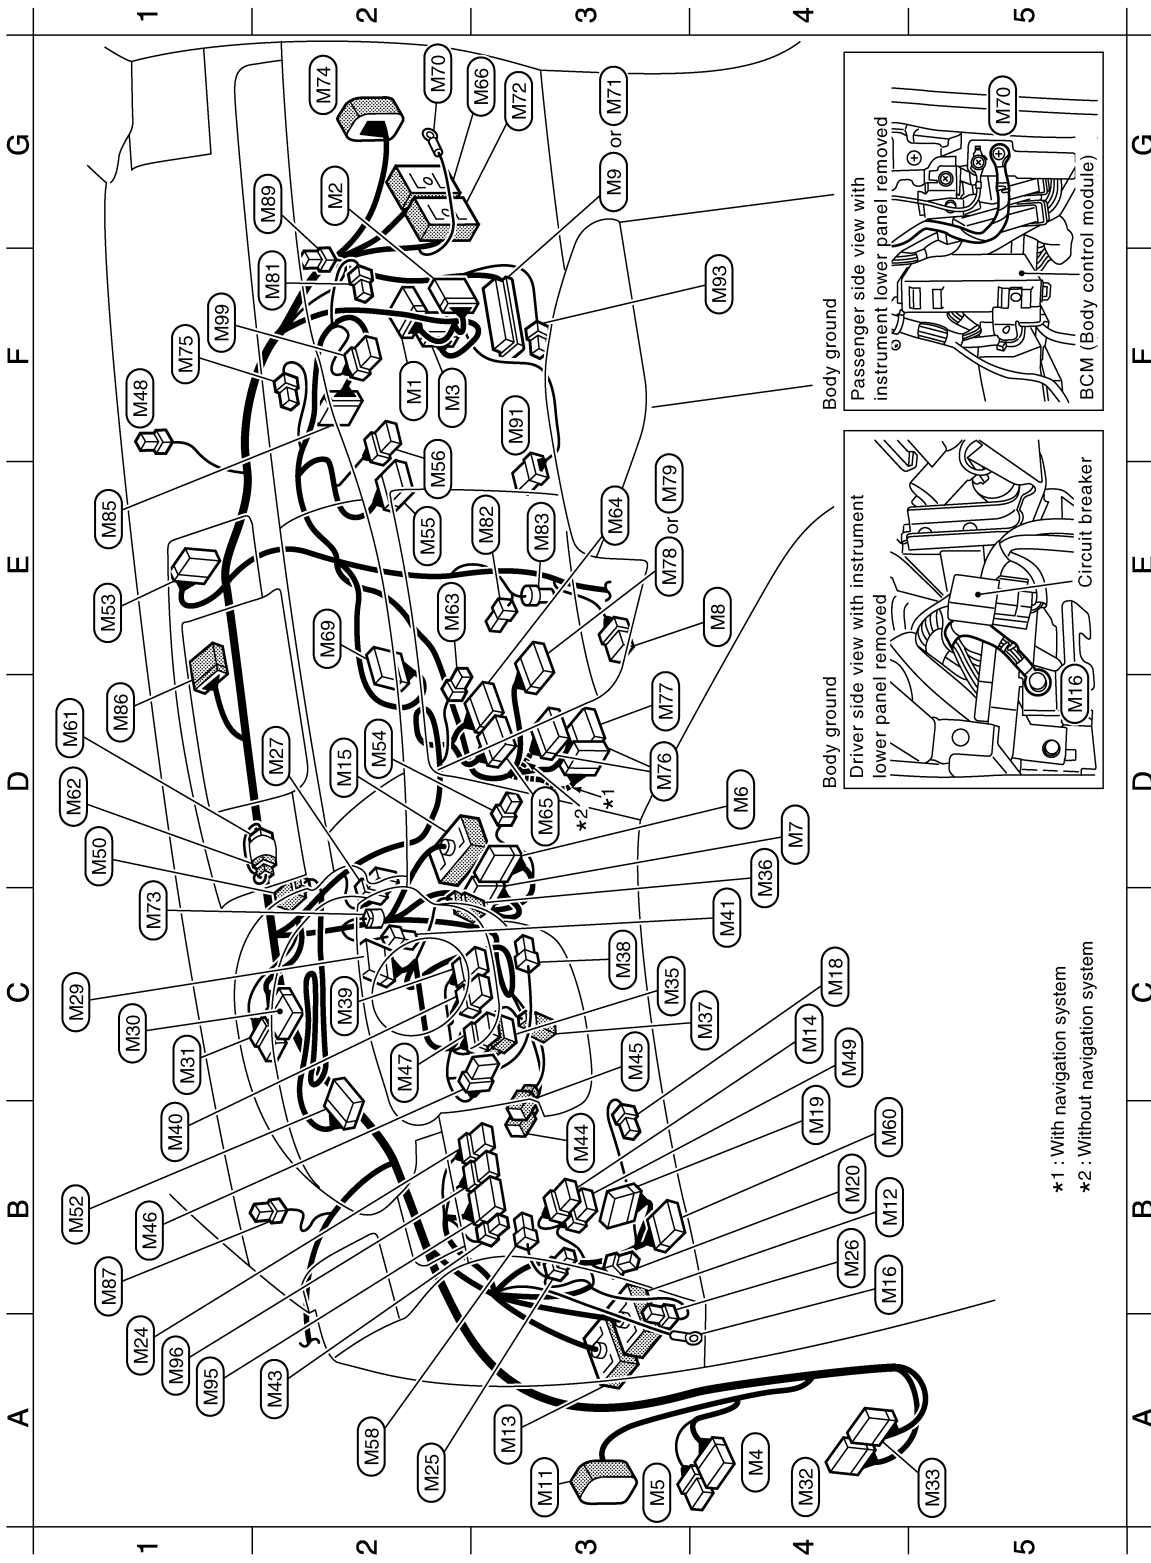 1
2
3
4
5
G
F
E
D
C
B
A
G
F
E
D
C
B
A
M74
M70
M66
M72
M9 or M71
M2
M89
M81
M99
M75
M48
M93
M1
M3
M91
M56
M85
M55
M82
M83
M64
M78 or M79
M53
M63
M8
M69
M86
M61
M62
M27
M15
M54
M77
M76
M65
*1
*2
M50
M6
M7
M36
M73
M41
M29
M30
M31
M39
M38
M35
M37
M18
M14
M49
M47
M45
M40
M19
M44
M60
M52
M46
M20
M12
M87
M26
M16
M24
M96
M95
M43
M58
M25
M13
M11
M5
M4
M32
M33
Body ground
Passenger side view with
instrument lower panel removed
M70
BCM (Body control module)
Body ground
Driver side view with instrument
lower panel removed
Circuit breaker
M16
*1 : With navigation system
*2 : Without navigation system